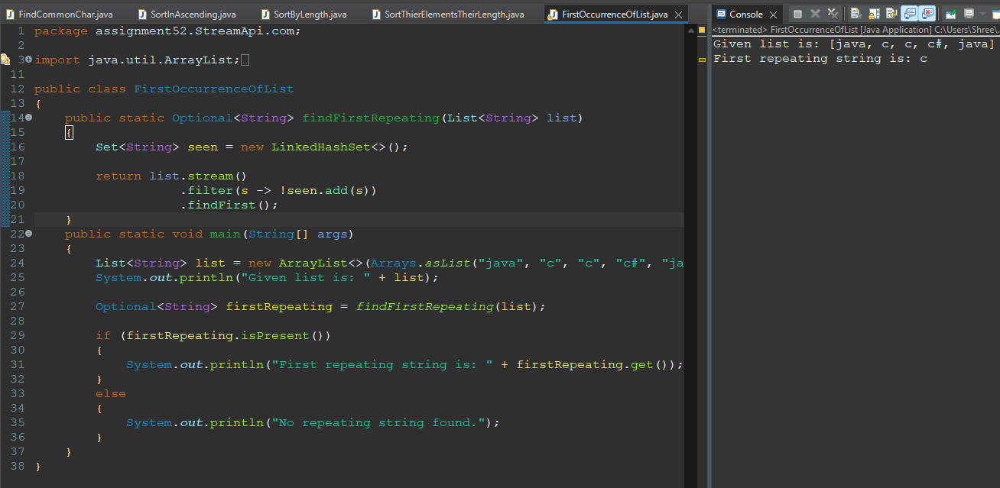 FindCommonChar.java SortInAscending.java SortByLength.java SortThierElementsTheirLength.java FirstOccurrenceOfList.java
1 package assignment52.StreamApi.com;
2
3 import java.util.ArrayList;
11
12 public class FirstOccurrenceOfList
13 {
14 public static Optional<String> findFirstRepeating(List<String> list)
15 {
16 Set<String> seen = new LinkedHashSet<>();
17
18 return list.stream()
19 .filter(s -> !seen.add(s))
20 .findFirst();
21 }
22 public static void main(String[] args)
23 {
24 List<String> list = new ArrayList<>(Arrays.asList("java", "c", "c", "c#", "ja
25 System.out.println("Given list is: " + list);
26
27 Optional<String> firstRepeating = findFirstRepeating(list);
28
29 if (firstRepeating.isPresent())
30 {
31 System.out.println("First repeating string is: " + firstRepeating.get());
32 }
33 else
34 {
35 System.out.println("No repeating string found.");
36 }
37 }
38 }
Console
<terminated> FirstOccurrenceOfList [Java Application] C:\Users\Shree\.
Given list is: [java, c, c, c#, java]
First repeating string is: c